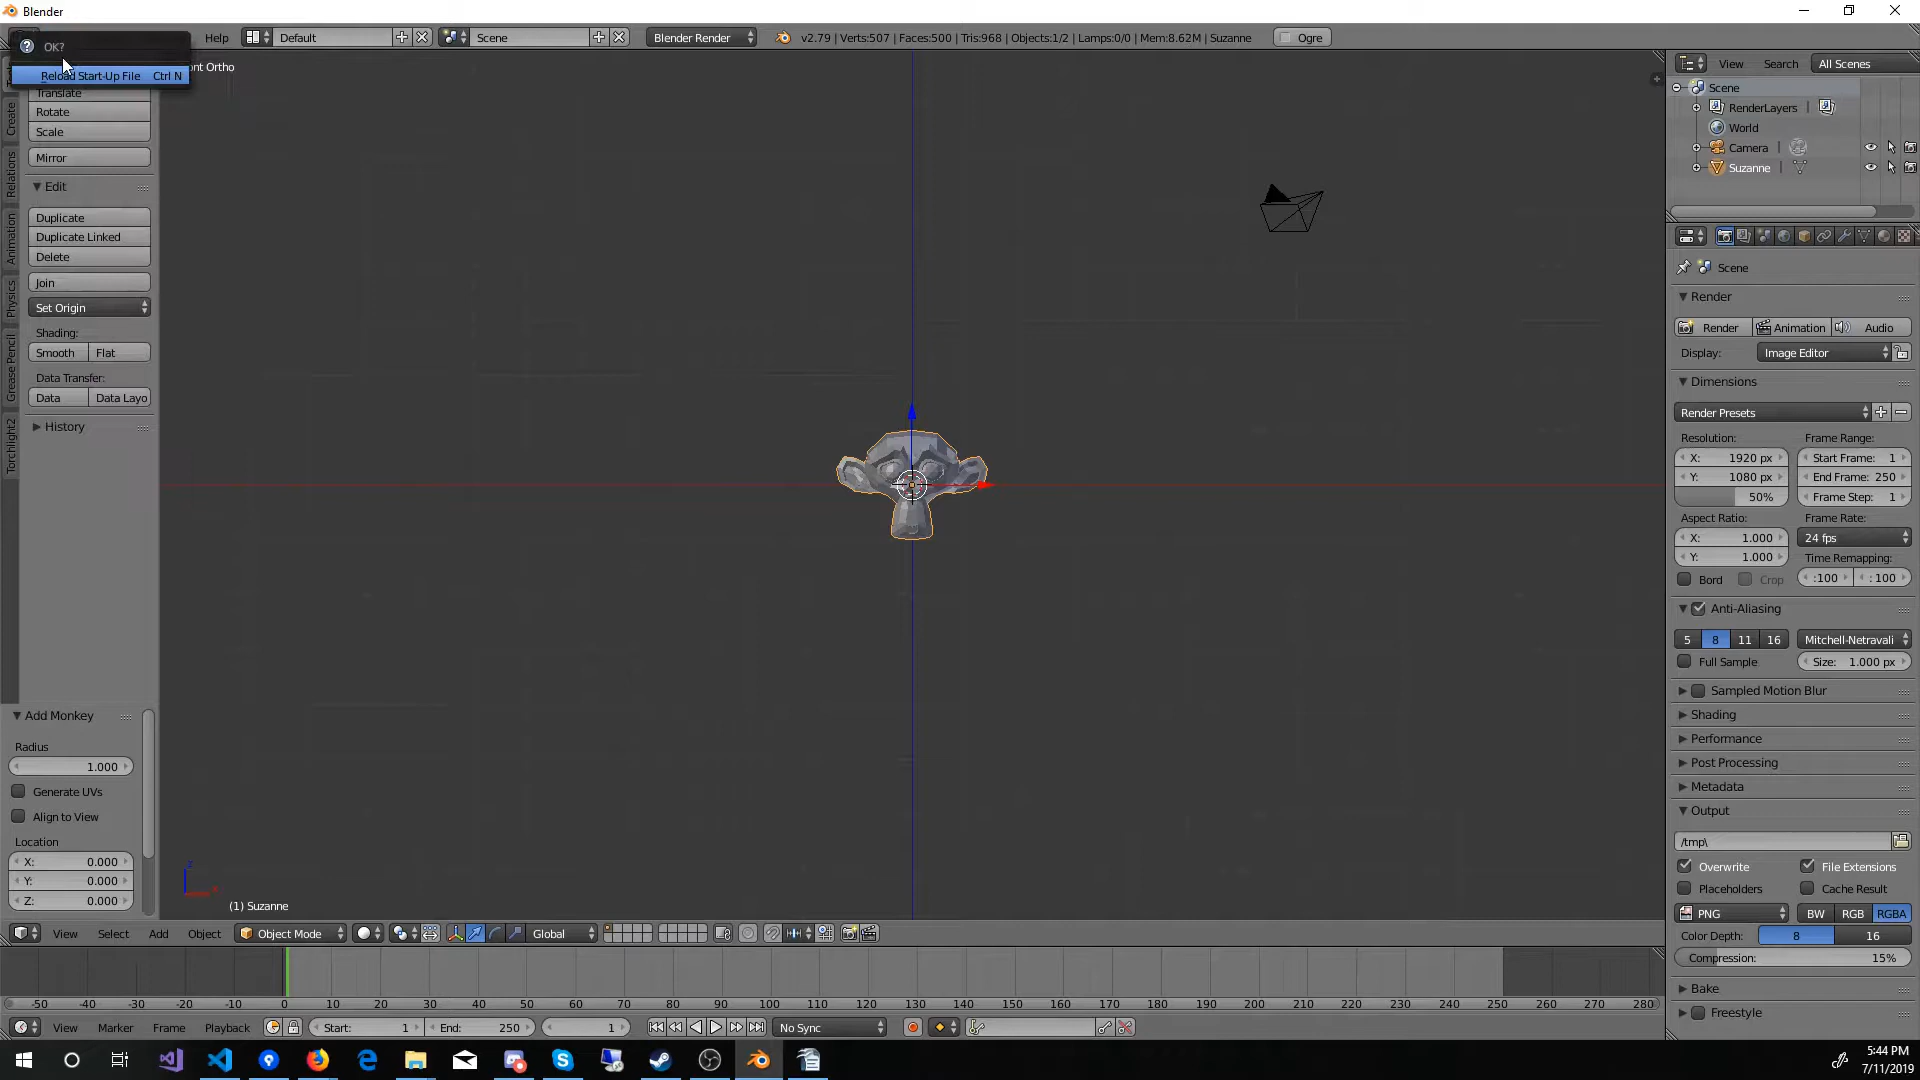 Blender
OK?
Reload Start-Up File Ctrl N
Help
Default
Scene
Blender Render
v2.79 | Verts:507 | Faces:500 | Tris:968 | Objects:1/2 | Lamps:0/0 | Mem:8.62M | Suzanne
Ogre
nt Ortho
Translate
Rotate
Scale
Mirror
Edit
Duplicate
Duplicate Linked
Delete
Join
Set Origin
Shading:
Smooth Flat
Data Transfer:
Data Data Layo
History
Create
Relations
Animation
Physics
Grease Pencil
Torchlight2
Add Monkey
Radius
1.000
Generate UVs
Align to View
Location
X: 0.000
Y: 0.000
Z: 0.000
z
x
(1) Suzanne
View Select Add Object Object Mode Global
-50 -40 -30 -20 -10 0 10 20 30 40 50 60 70 80 90 100 110 120 130 140 150 160 170 180 190 200 210 220 230 240 250 260 270 280
View Marker Frame Playback Start: 1 End: 250 1 No Sync
View Search All Scenes
Scene
RenderLayers |
World
Camera |
Suzanne |
Scene
Render
Render Animation Audio
Display: Image Editor
Dimensions
Render Presets
Resolution: Frame Range:
X: 1920 px Start Frame: 1
Y: 1080 px End Frame: 250
50% Frame Step: 1
Aspect Ratio: Frame Rate:
X: 1.000 24 fps
Y: 1.000 Time Remapping:
Bord Crop :100 : 100
Anti-Aliasing
5 8 11 16 Mitchell-Netravali
Full Sample Size: 1.000 px
Sampled Motion Blur
Shading
Performance
Post Processing
Metadata
Output
/tmp\
Overwrite File Extensions
Placeholders Cache Result
PNG BW RGB RGBA
Color Depth: 8 16
Compression: 15%
Bake
Freestyle
5:44 PM
7/11/2019